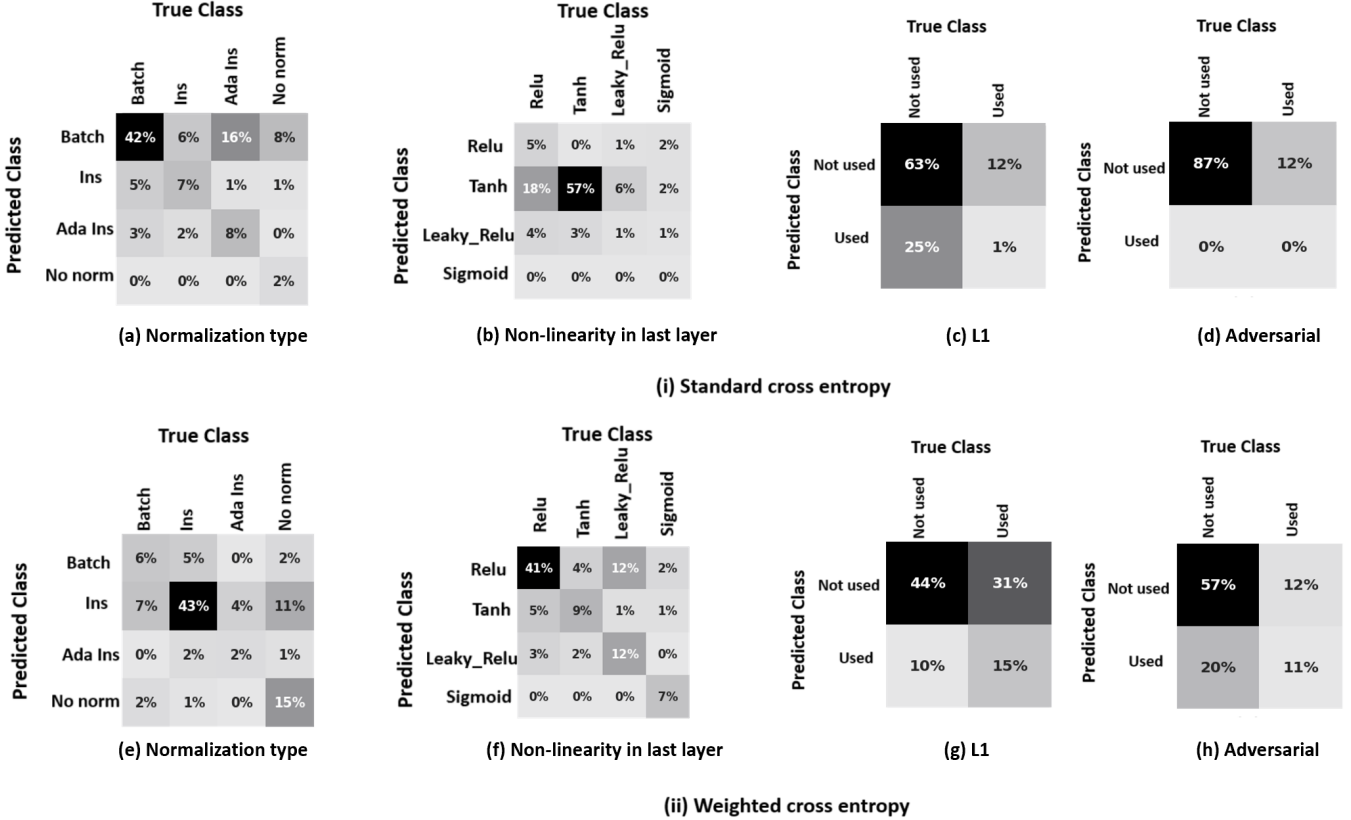 True Class
Batch Ins Ada Ins No norm
Predicted Class
Batch 42% 6% 16% 8%
Ins 5% 7% 1% 1%
Ada Ins 3% 2% 8% 0%
No norm 0% 0% 0% 2%
(a) Normalization type
True Class
Relu Tanh Leaky_Relu Sigmoid
Predicted Class
Relu 5% 0% 1% 2%
Tanh 18% 57% 6% 2%
Leaky_Relu 4% 3% 1% 1%
Sigmoid 0% 0% 0% 0%
(b) Non-linearity in last layer
True Class
Not used Used
Predicted Class
Not used 63% 12%
Used 25% 1%
(c) L1
True Class
Not used Used
Predicted Class
Not used 87% 12%
Used 0% 0%
(d) Adversarial
(i) Standard cross entropy
True Class
Batch Ins Ada Ins No norm
Predicted Class
Batch 6% 5% 0% 2%
Ins 7% 43% 4% 11%
Ada Ins 0% 2% 2% 1%
No norm 2% 1% 0% 15%
(e) Normalization type
True Class
Relu Tanh Leaky_Relu Sigmoid
Predicted Class
Relu 41% 4% 12% 2%
Tanh 5% 9% 1% 1%
Leaky_Relu 3% 2% 12% 0%
Sigmoid 0% 0% 0% 7%
(f) Non-linearity in last layer
True Class
Not used Used
Predicted Class
Not used 44% 31%
Used 10% 15%
(g) L1
True Class
Not used Used
Predicted Class
Not used 57% 12%
Used 20% 11%
(h) Adversarial
(ii) Weighted cross entropy